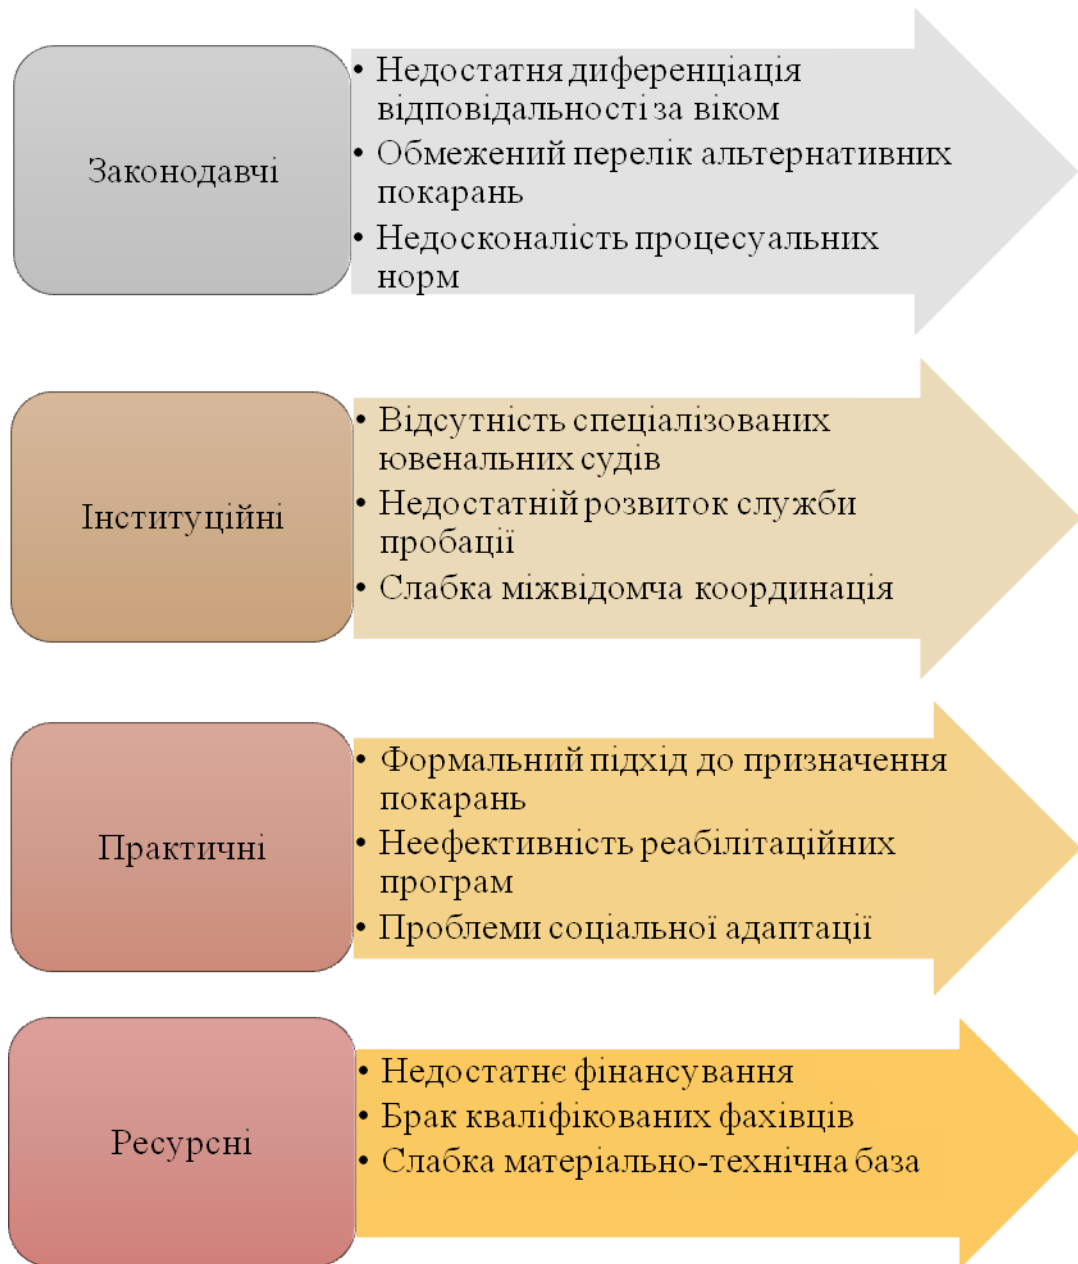 Законодавчі
• Недостатня диференціація
відповідальності за віком
• Обмежений перелік альтернативних
покарань
• Недосконалість процесуальних
норм
Інституційні
• Відсутність спеціалізованих
ювенальних судів
• Недостатній розвиток служби
пробації
• Слабка міжвідомча координація
Практичні
• Формальний підхід до призначення
покарань
• Неефективність реабілітаційних
програм
• Проблеми соціальної адаптації
Ресурсні
• Недостатнє фінансування
• Брак кваліфікованих фахівців
• Слабка матеріально-технічна база